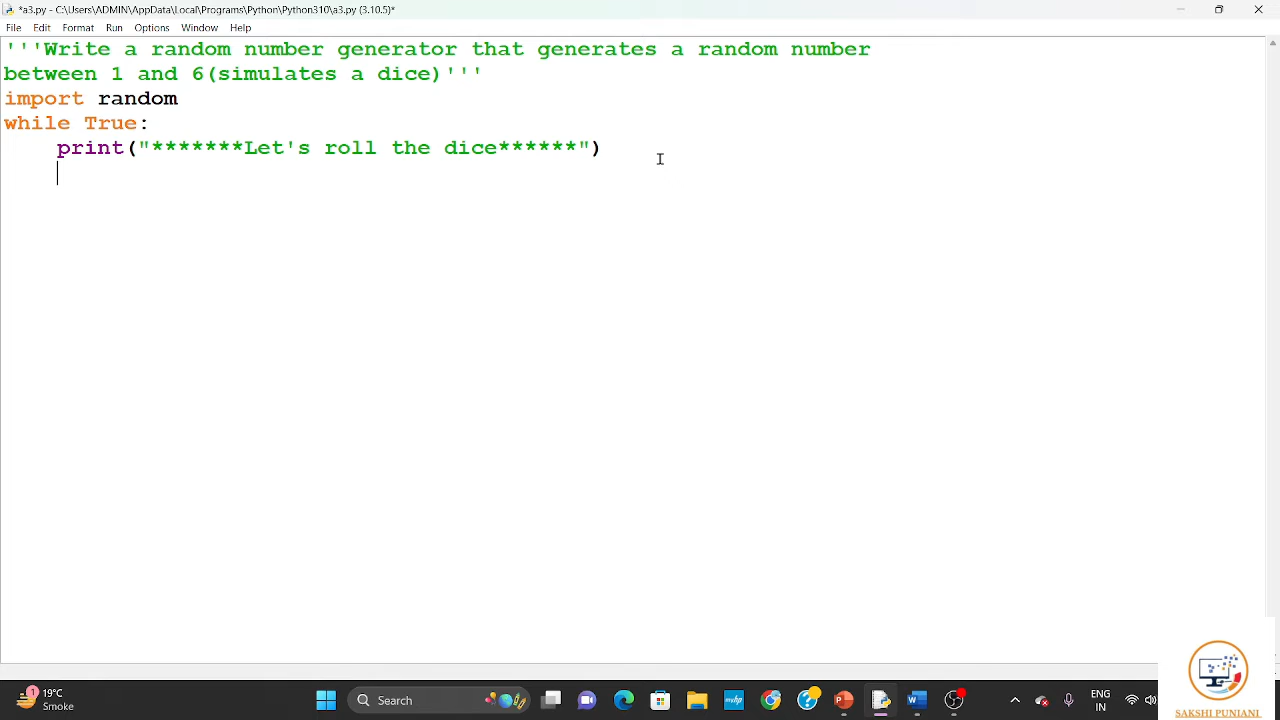 *a3.py - C:\Users\ADMIN\AppData\Local\Programs\Python\Python310\a3.py (3.10.5)*
File Edit Format Run Options Window Help
'''Write a random number generator that generates a random number
between 1 and 6(simulates a dice)'''
import random
while True:
    print("*******Let's roll the dice******")
19°C
Smoke
Search
ENG
IN
SAKSHI PUNIANI